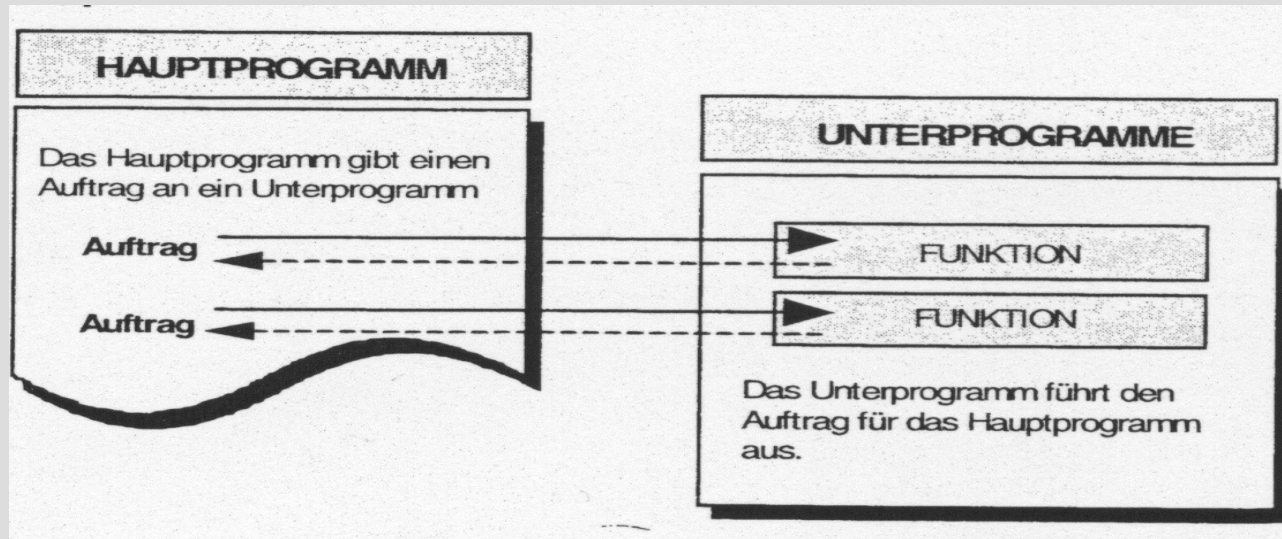 HAUPTPROGRAMM
Das Hauptprogramm gibt einen
Auftrag an ein Unterprogramm
Auftrag
Auftrag
UNTERPROGRAMME
FUNKTION
FUNKTION
Das Unterprogramm führt den
Auftrag für das Hauptprogramm
aus.